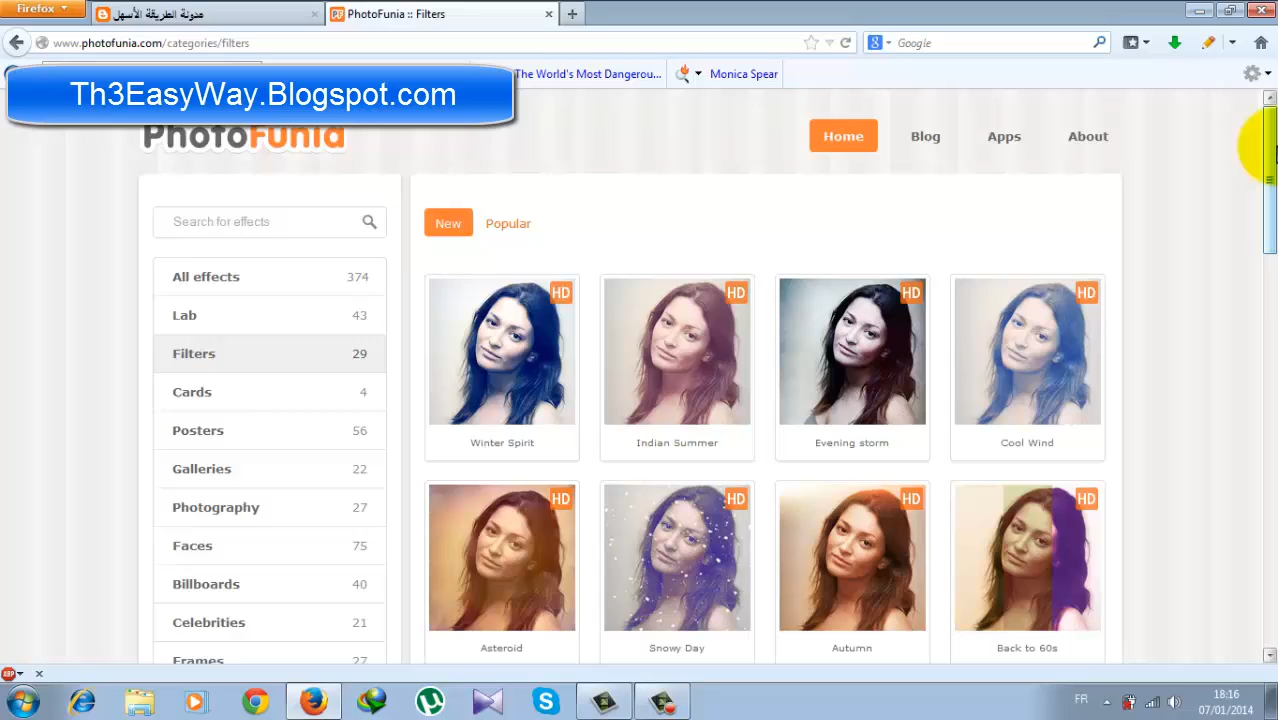 Firefox
مدونة الطريقة الأسهل
PhotoFunia :: Filters
www.photofunia.com/categories/filters
Google
The World's Most Dangerou...
Monica Spear
Th3EasyWay.Blogspot.com
PhotoFunia
Home
Blog
Apps
About
Search for effects
New
Popular
All effects 374
Lab 43
Filters 29
Cards 4
Posters 56
Galleries 22
Photography 27
Faces 75
Billboards 40
Celebrities 21
Frames 27
HD
HD
HD
HD
Winter Spirit
Indian Summer
Evening storm
Cool Wind
HD
HD
HD
HD
Asteroid
Snowy Day
Autumn
Back to 60s
ABP
FR
18:16
07/01/2014